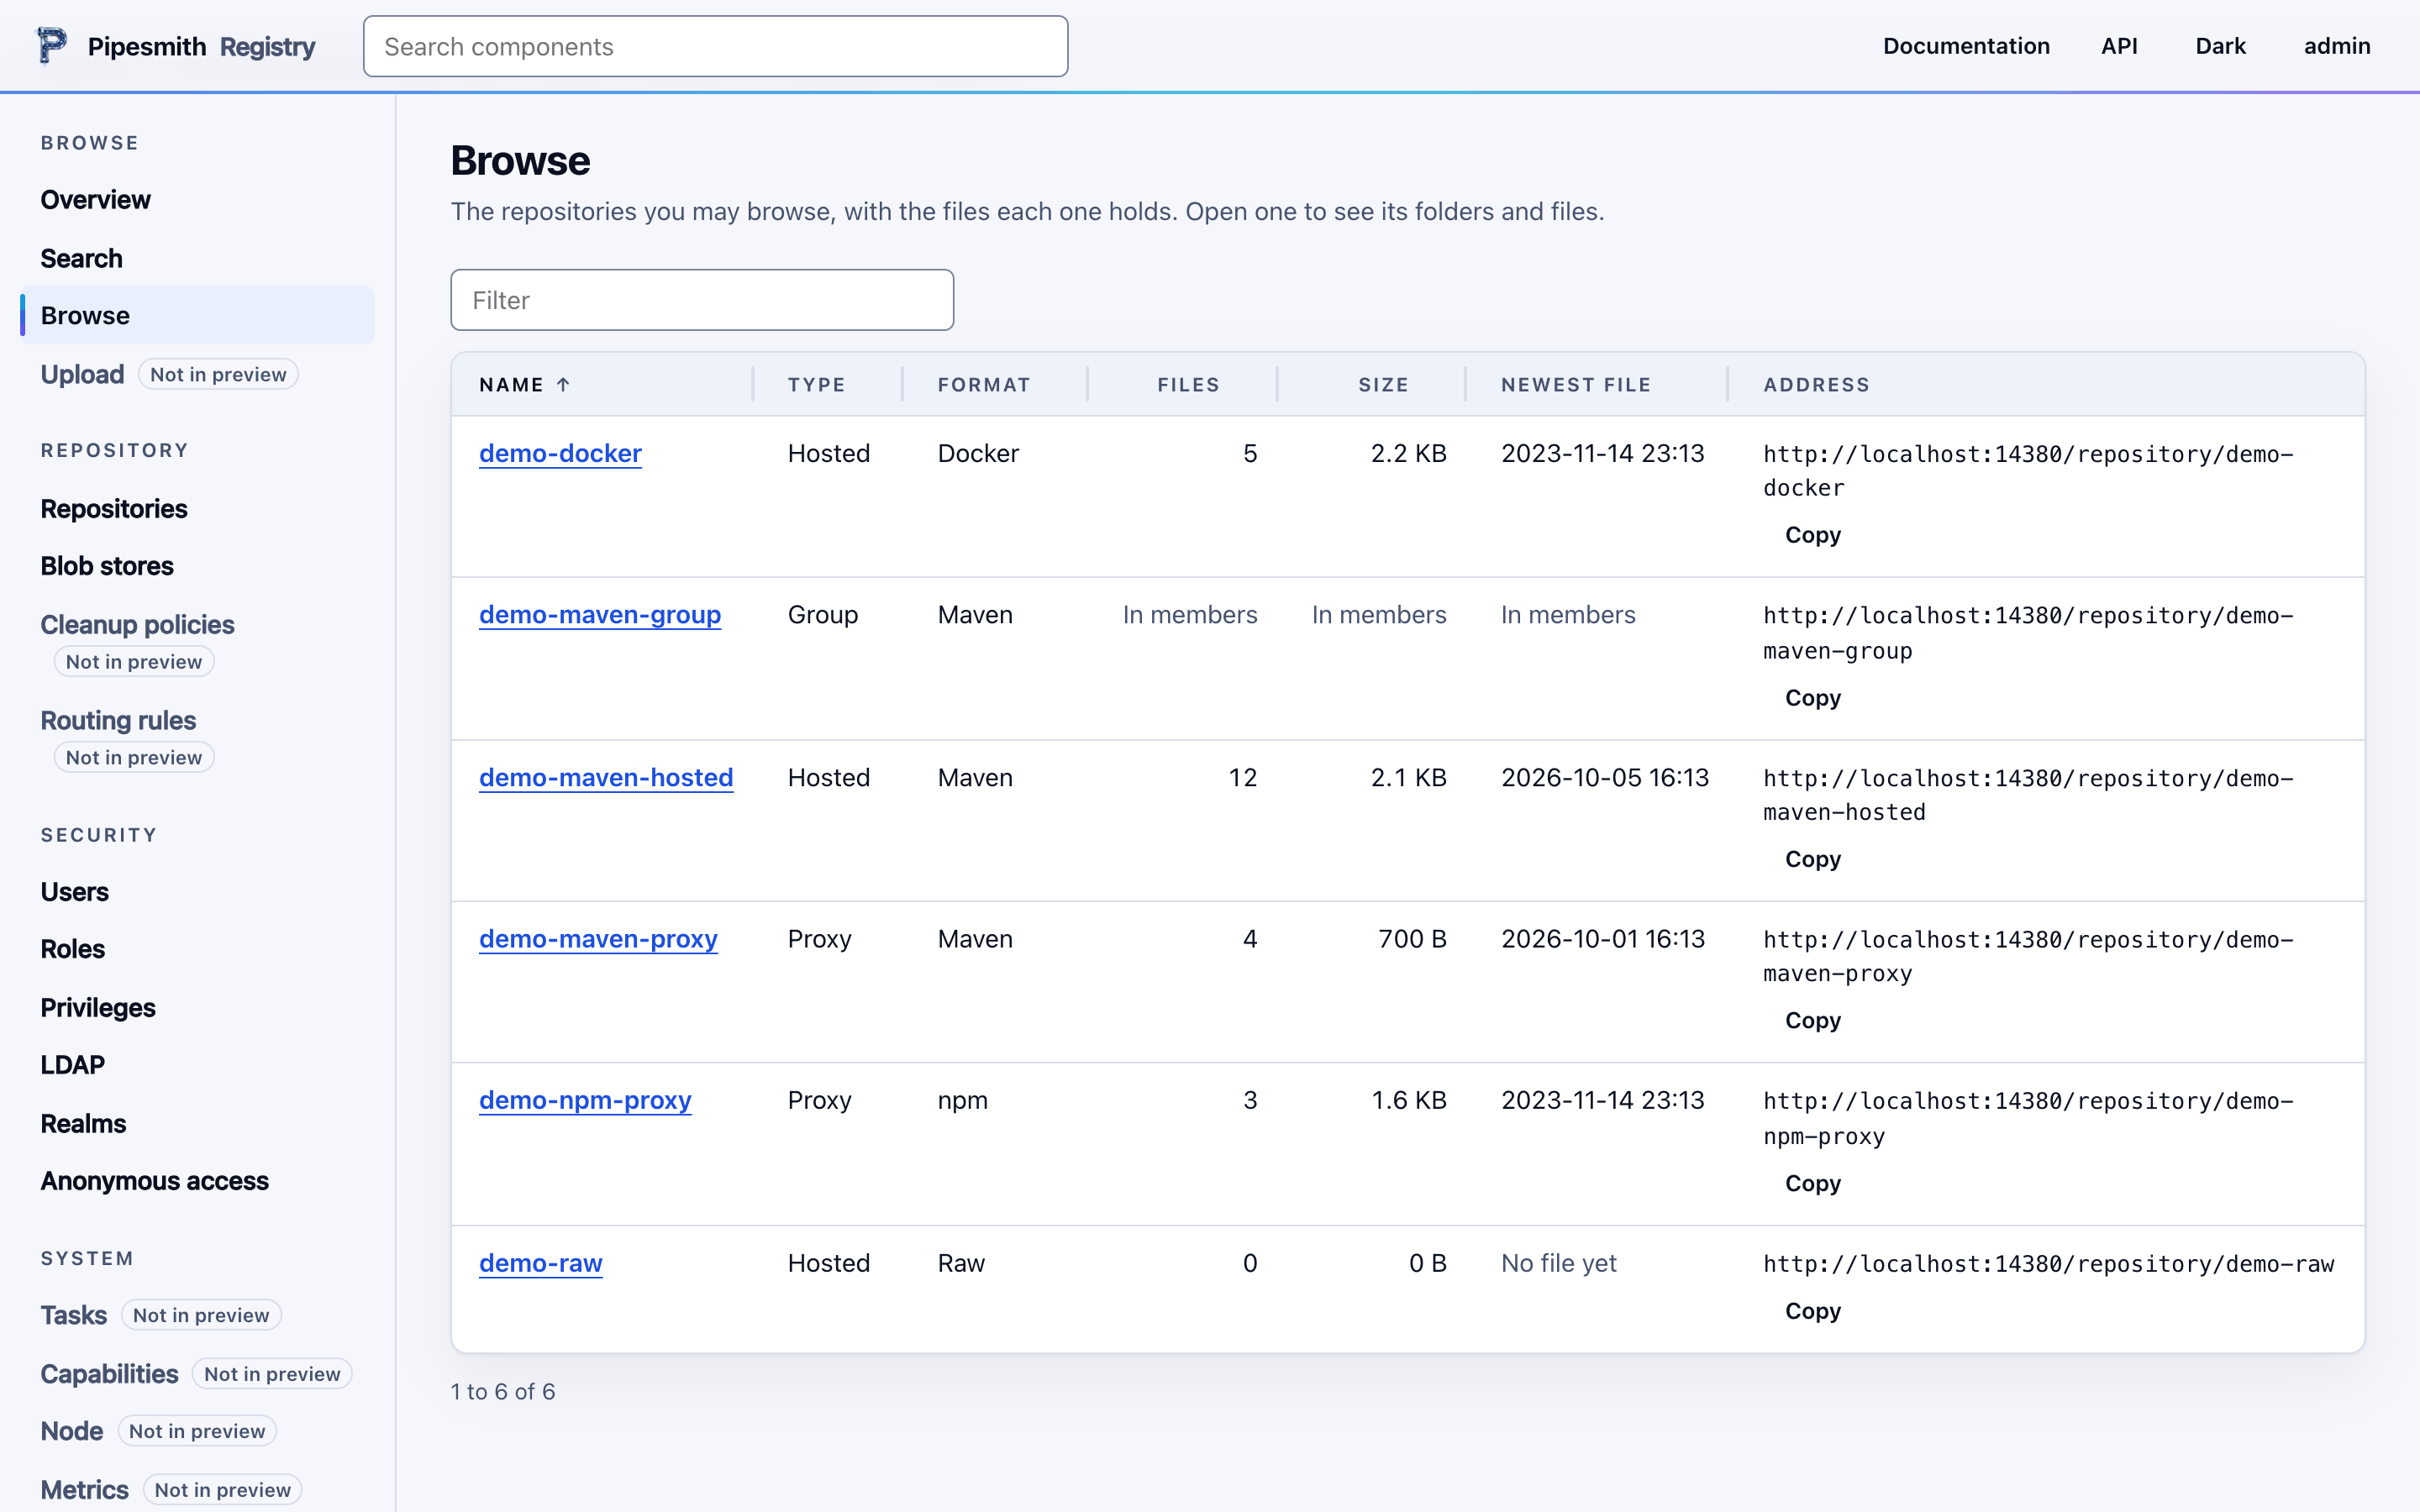 Pipesmith Registry
Search components
Documentation API Dark admin
BROWSE
Overview
Search
Browse
Upload Not in preview
REPOSITORY
Repositories
Blob stores
Cleanup policies
Not in preview
Routing rules
Not in preview
SECURITY
Users
Roles
Privileges
LDAP
Realms
Anonymous access
SYSTEM
Tasks Not in preview
Capabilities Not in preview
Node Not in preview
Metrics Not in preview
Browse
The repositories you may browse, with the files each one holds. Open one to see its folders and files.
Filter
NAME ↑ TYPE FORMAT FILES SIZE NEWEST FILE ADDRESS
demo-docker Hosted Docker 5 2.2 KB 2023-11-14 23:13 http://localhost:14380/repository/demo-
docker
Copy
demo-maven-group Group Maven In members In members In members http://localhost:14380/repository/demo-
maven-group
Copy
demo-maven-hosted Hosted Maven 12 2.1 KB 2026-10-05 16:13 http://localhost:14380/repository/demo-
maven-hosted
Copy
demo-maven-proxy Proxy Maven 4 700 B 2026-10-01 16:13 http://localhost:14380/repository/demo-
maven-proxy
Copy
demo-npm-proxy Proxy npm 3 1.6 KB 2023-11-14 23:13 http://localhost:14380/repository/demo-
npm-proxy
Copy
demo-raw Hosted Raw 0 0 B No file yet http://localhost:14380/repository/demo-raw
Copy
1 to 6 of 6